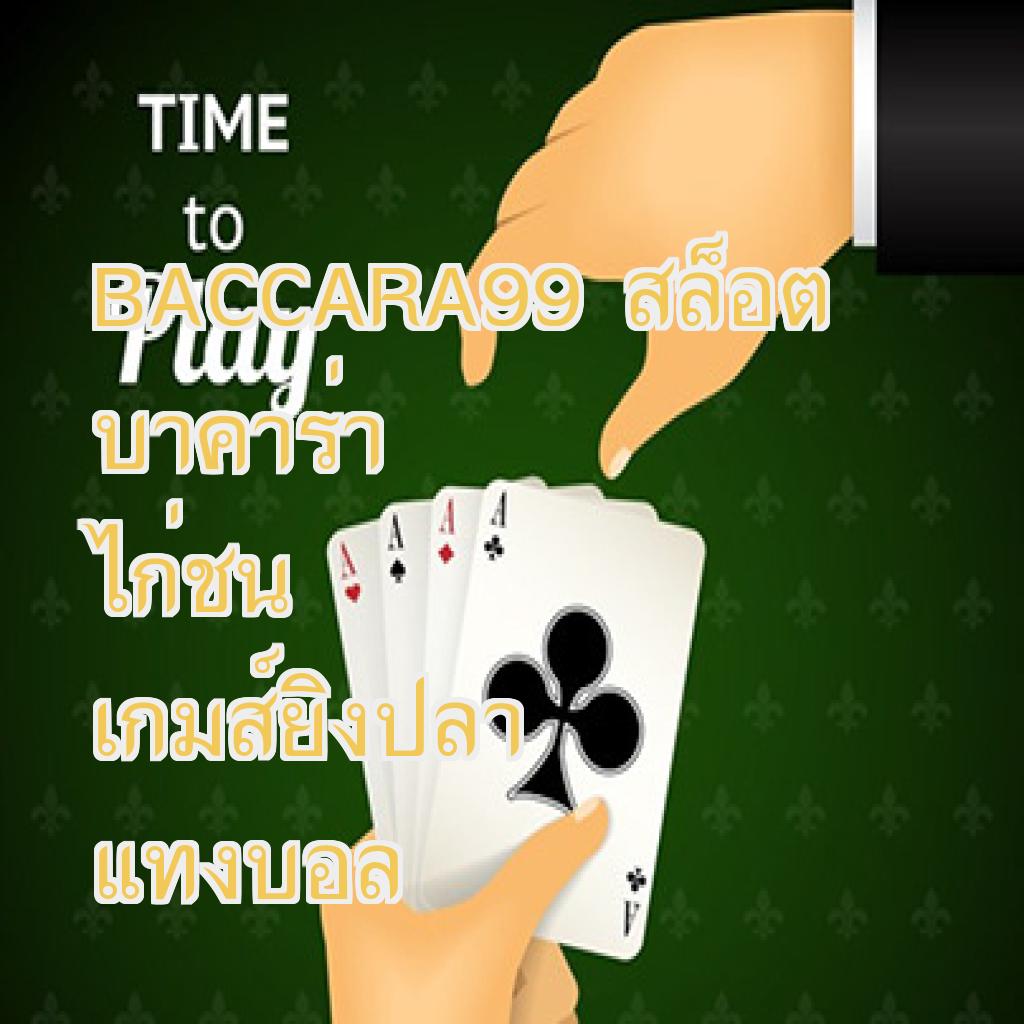 TIME
to
Play
BACCARA99 สล็อต
บาคาร่า
ไก่ชน
เกมส์ยิงปลา
แทงบอล
A
A
A
A
A